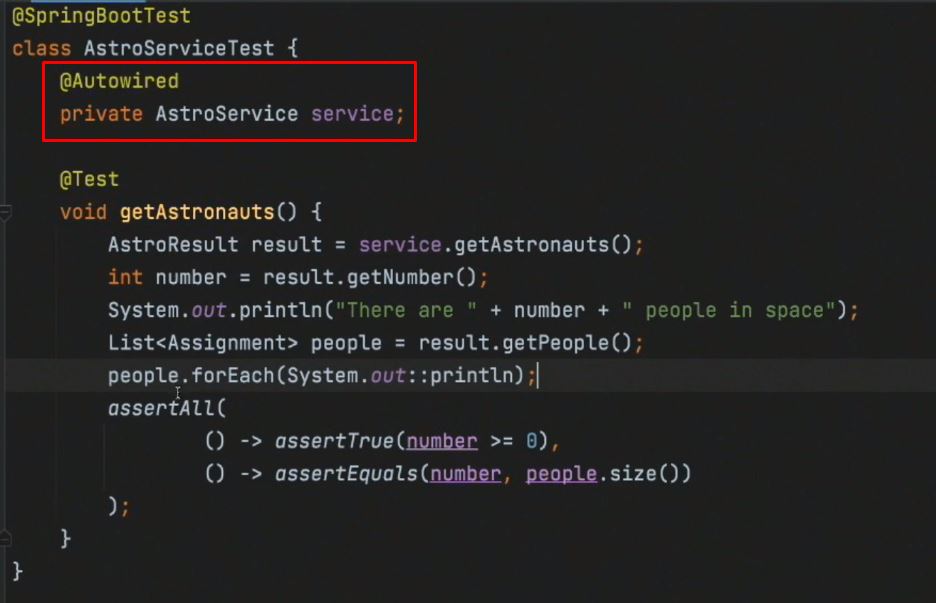 @SpringBootTest
class AstroServiceTest {
@Autowired
private AstroService service;
@Test
void getAstronauts() {
AstroResult result = service.getAstronauts();
int number = result.getNumber();
System.out.println("There are " + number + " people in space");
List<Assignment> people = result.getPeople();
people.forEach(System.out::println);
assertAll(
() -> assertTrue(number >= 0),
() -> assertEquals(number, people.size())
);
}
}